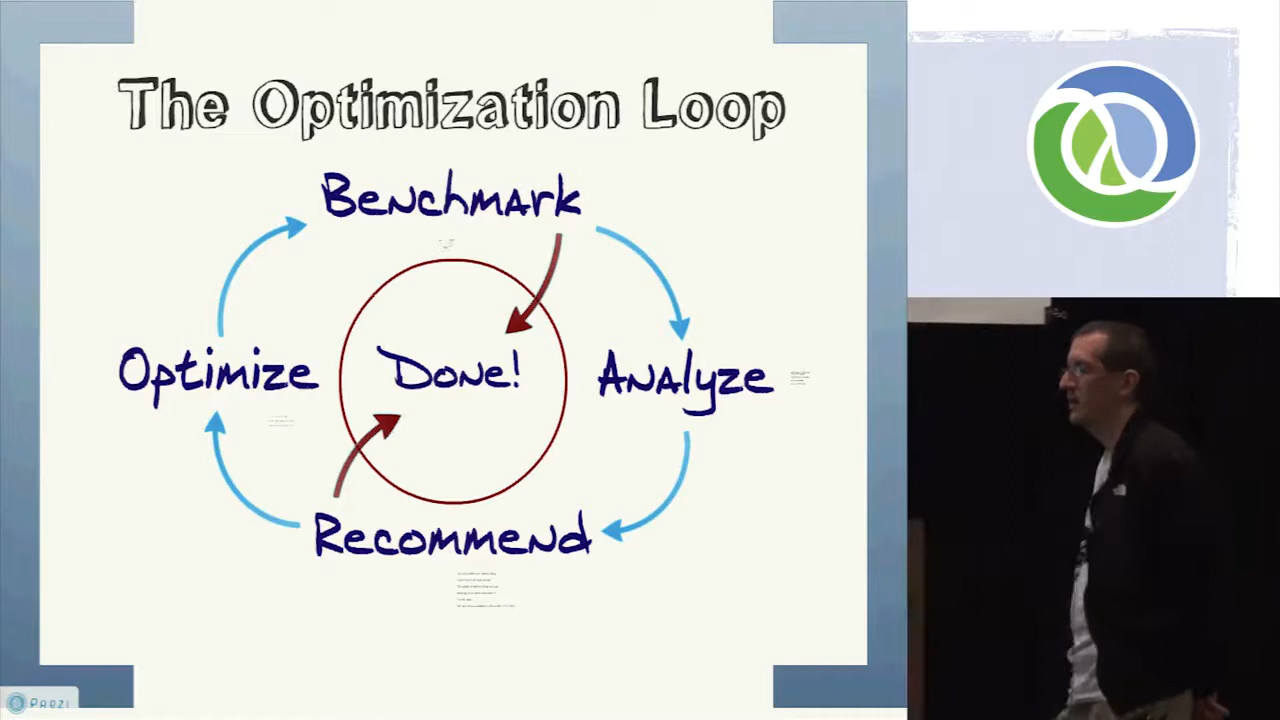 The Optimization Loop
Benchmark
Optimize
Done!
Analyze
Recommend
Prezi